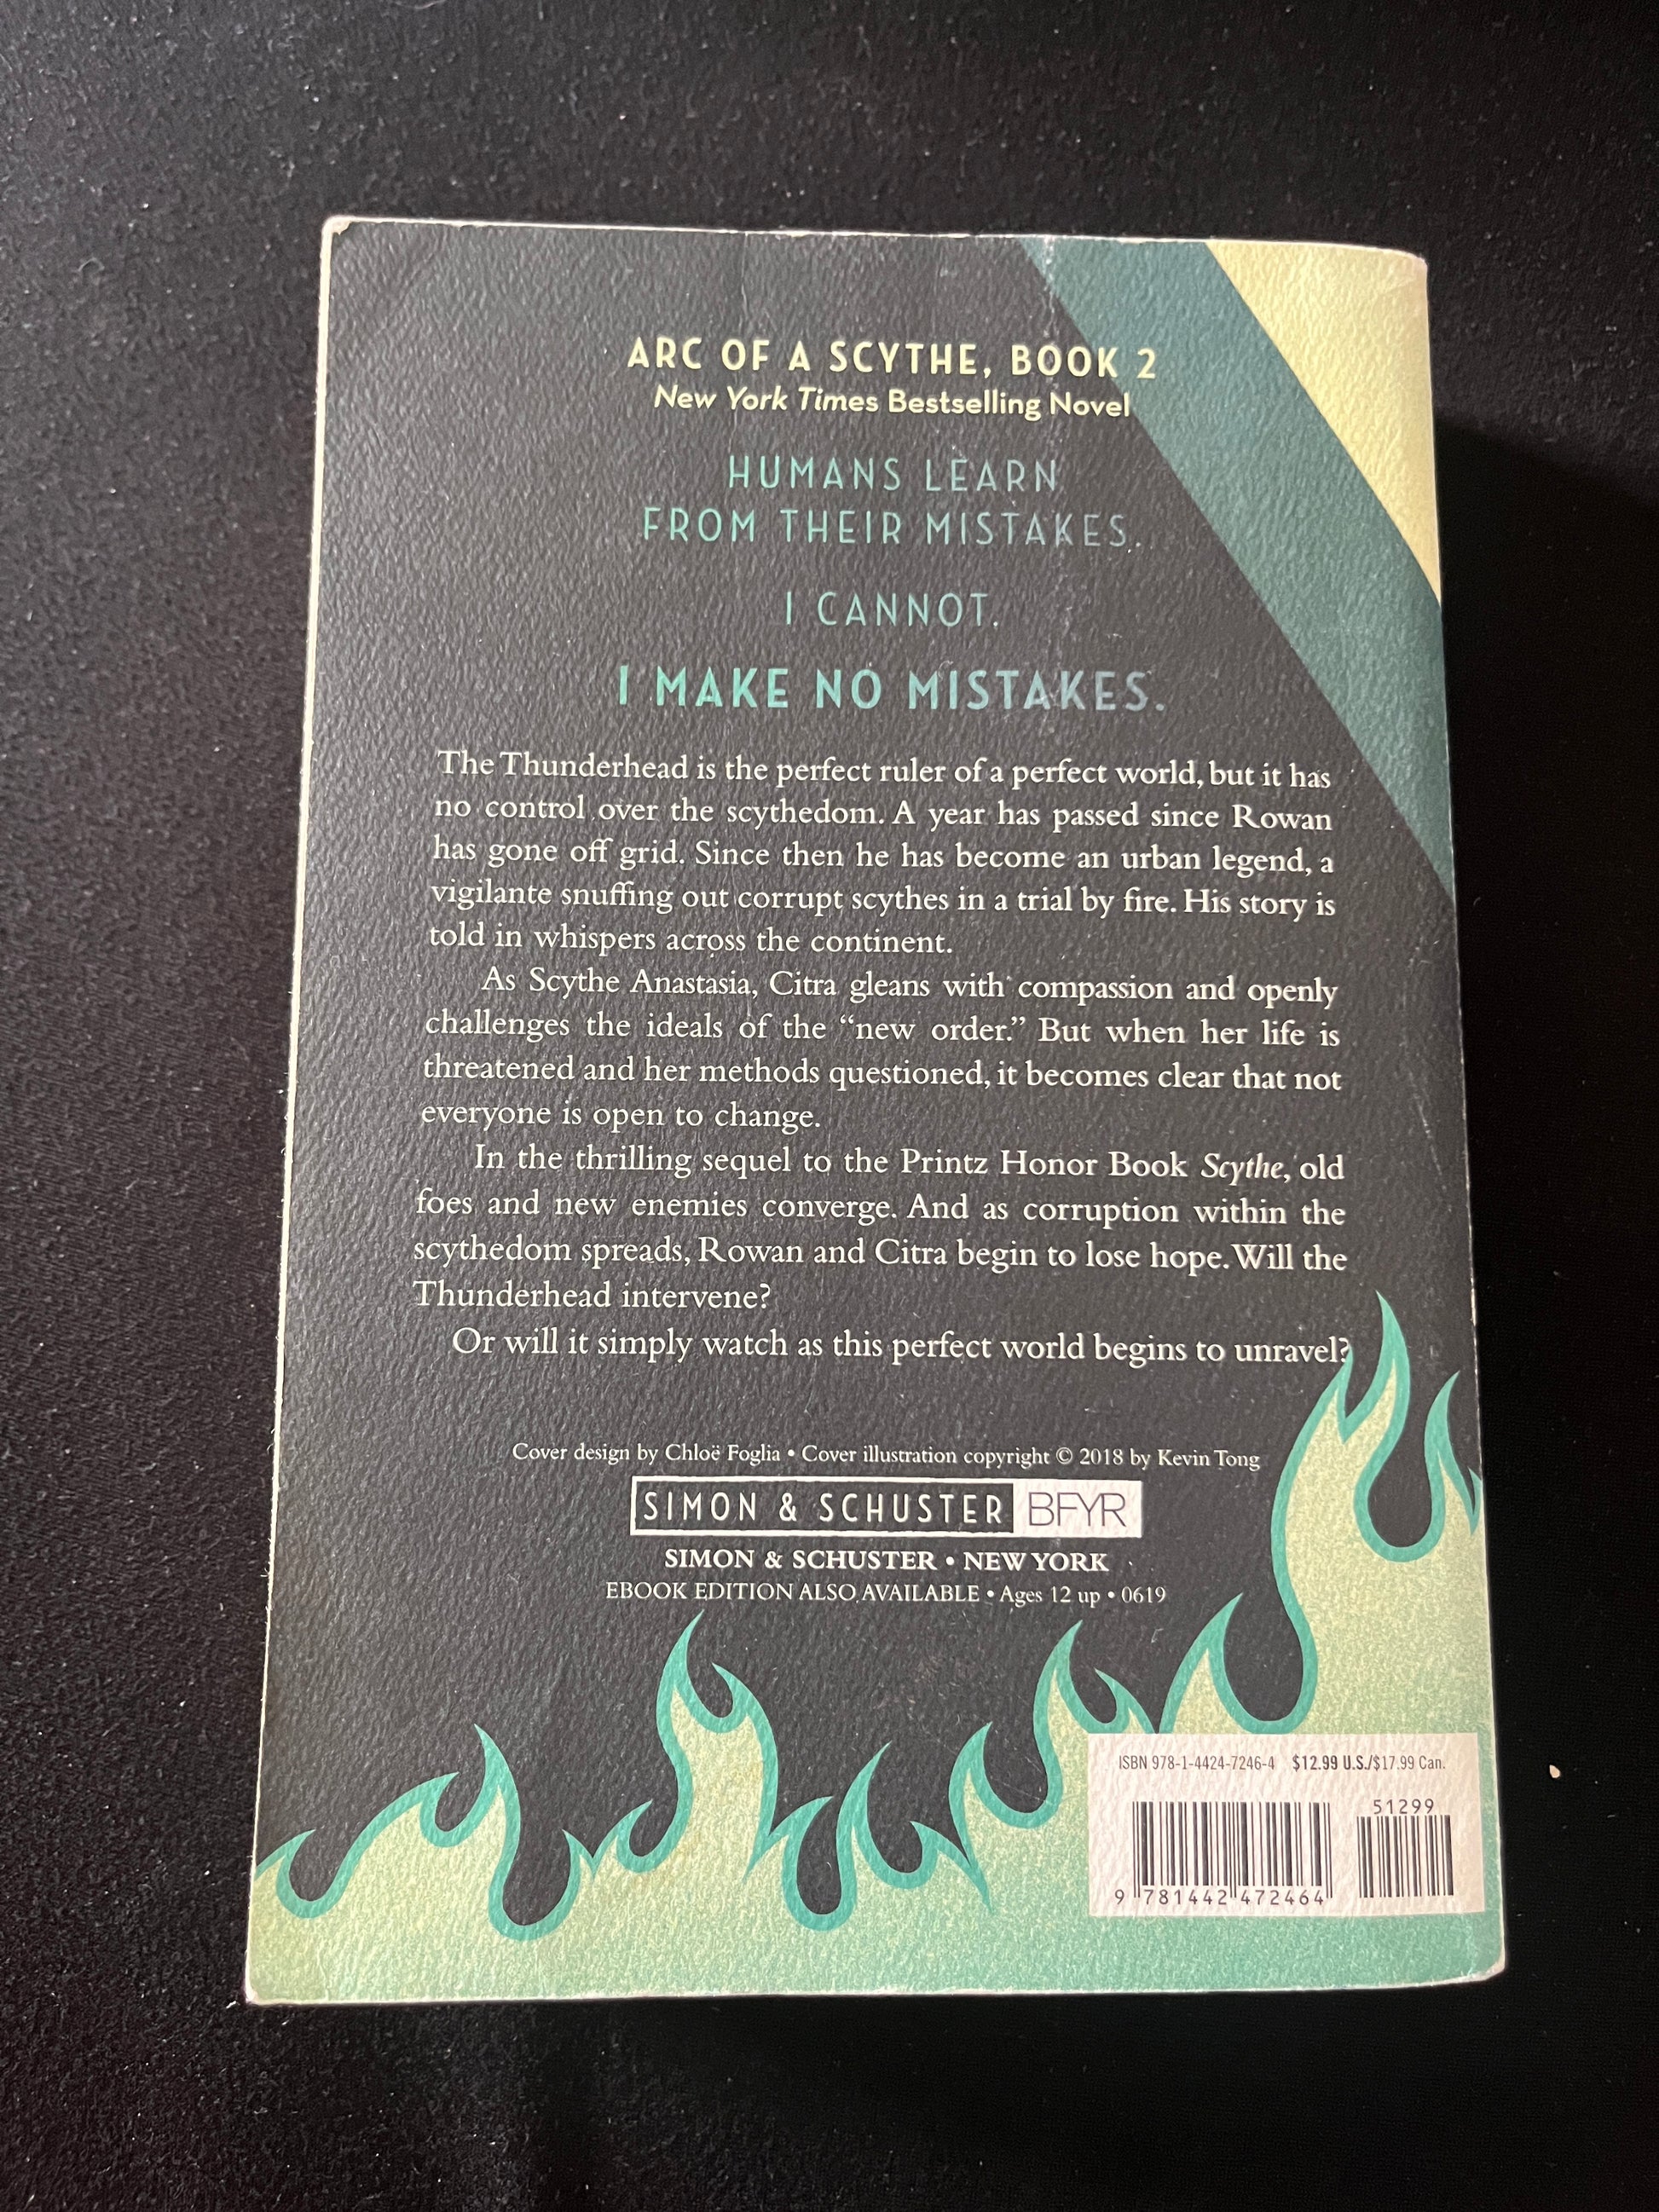 ARC OF A SCYTHE, BOOK 2
New York Times Bestselling Novel
HUMANS LEARN
FROM THEIR MISTAKES.
I CANNOT.
I MAKE NO MISTAKES.
The Thunderhead is the perfect ruler of a perfect world, but it has
no control over the scythedom. A year has passed since Rowan
has gone off grid. Since then he has become an urban legend, a
vigilante snuffing out corrupt scythes in a trial by fire. His story is
told in whispers across the continent.
As Scythe Anastasia, Citra gleans with compassion and openly
challenges the ideals of the “new order.” But when her life is
threatened and her methods questioned, it becomes clear that not
everyone is open to change.
In the thrilling sequel to the Printz Honor Book Scythe, old
foes and new enemies converge. And as corruption within the
scythedom spreads, Rowan and Citra begin to lose hope. Will the
Thunderhead intervene?
Or will it simply watch as this perfect world begins to unravel?
Cover design by Chloë Foglia • Cover illustration copyright © 2018 by Kevin Tong
SIMON & SCHUSTER BFYR
SIMON & SCHUSTER • NEW YORK
EBOOK EDITION ALSO AVAILABLE • Ages 12 up • 0619
ISBN 978-1-4424-7246-4 $12.99 U.S./$17.99 Can.
51299
9 781442 472464